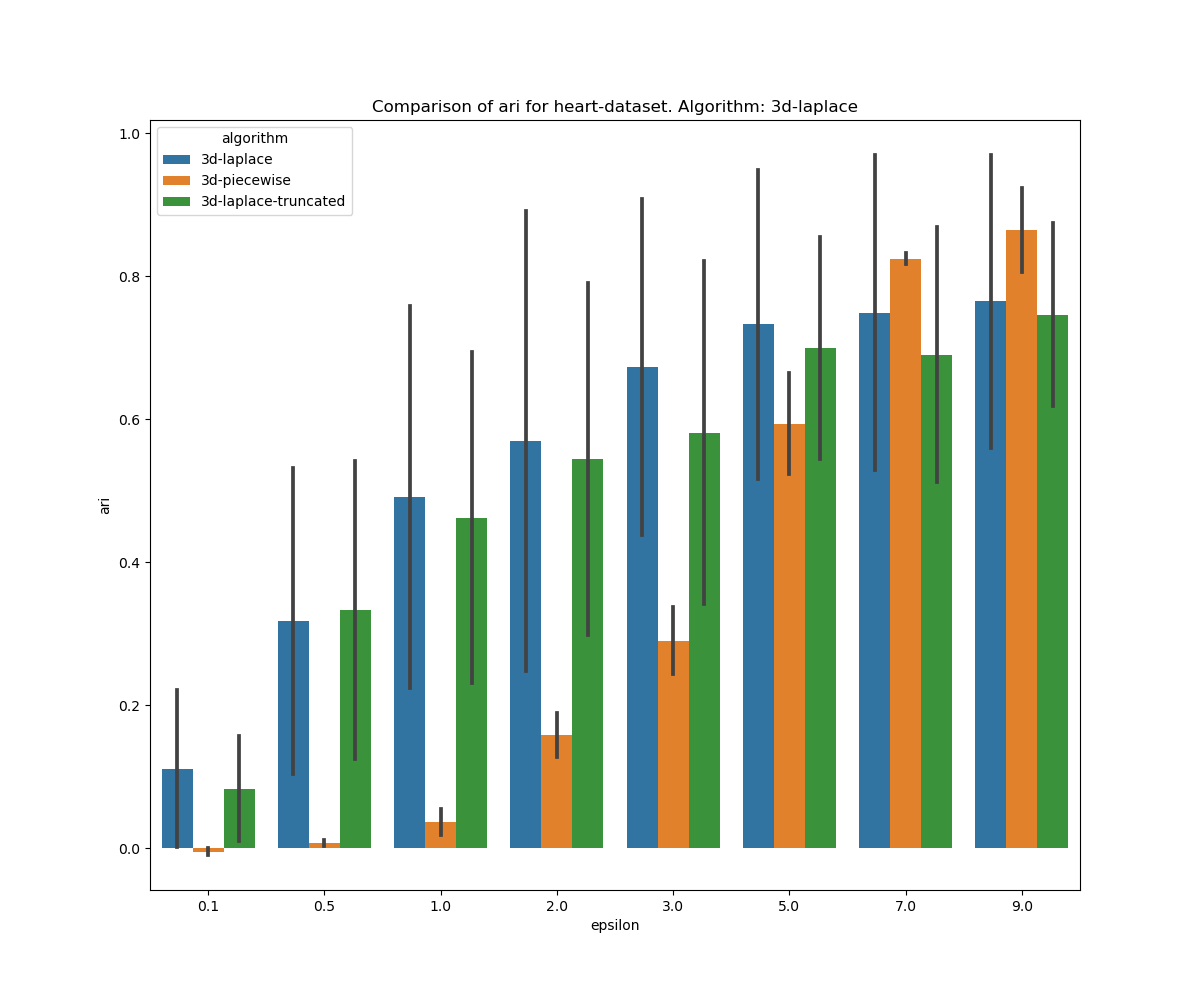 Comparison of ari for heart-dataset. Algorithm: 3d-laplace
algorithm
3d-laplace
3d-piecewise
3d-laplace-truncated
ari
1.0
0.8
0.6
0.4
0.2
0.0
0.1 0.5 1.0 2.0 3.0 5.0 7.0 9.0
epsilon